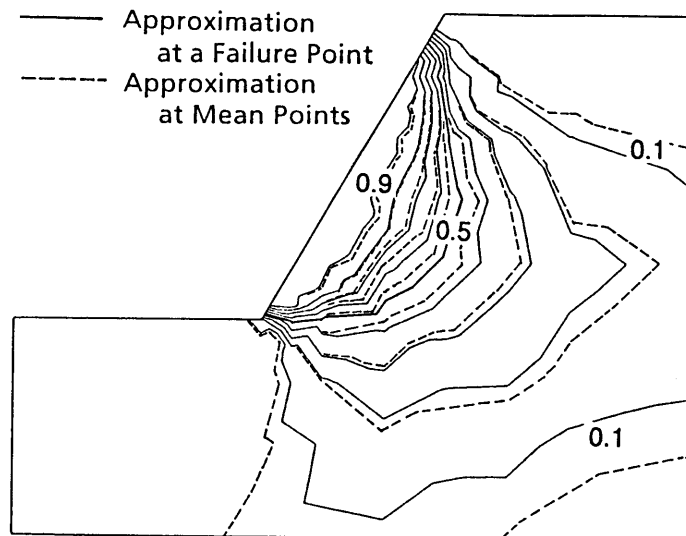 Approximation
at a Failure Point
Approximation
at Mean Points
0.1
0.9
0.5
0.1